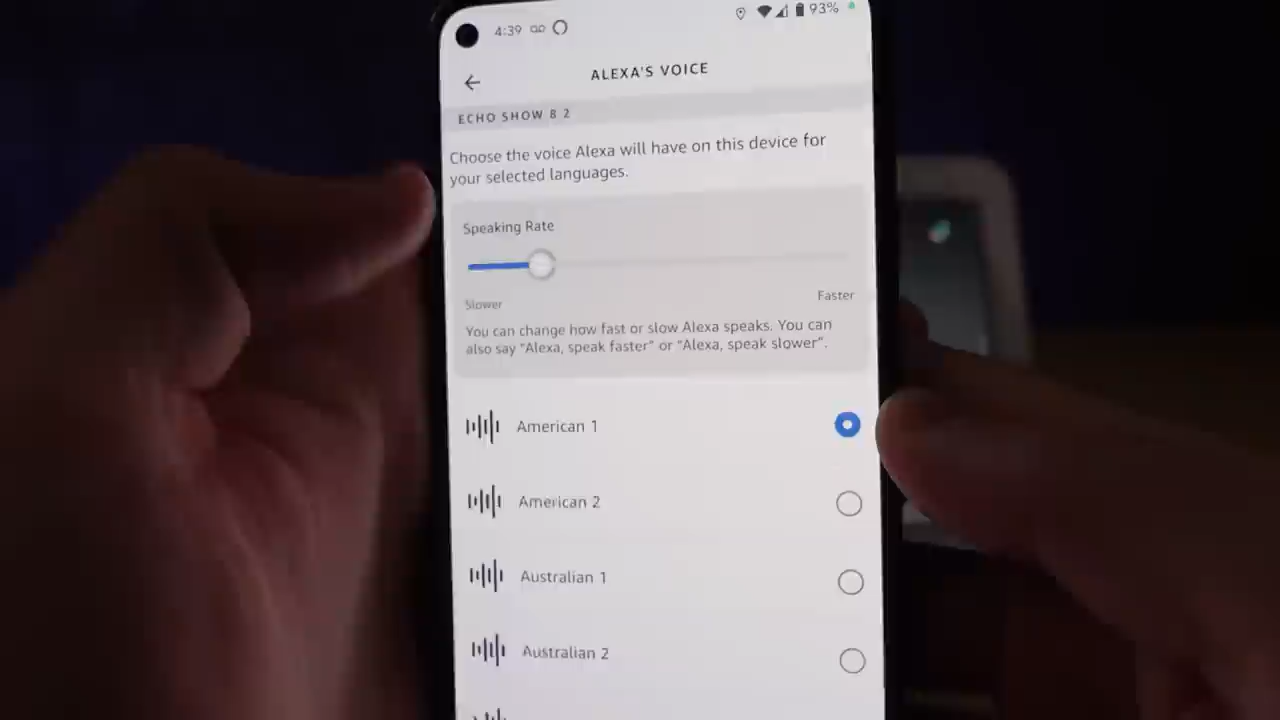 4:39
93%
ALEXA'S VOICE
ECHO SHOW 8 2
Choose the voice Alexa will have on this device for
your selected languages.
Speaking Rate
Slower
Faster
You can change how fast or slow Alexa speaks. You can
also say "Alexa, speak faster" or "Alexa, speak slower".
American 1
American 2
Australian 1
Australian 2